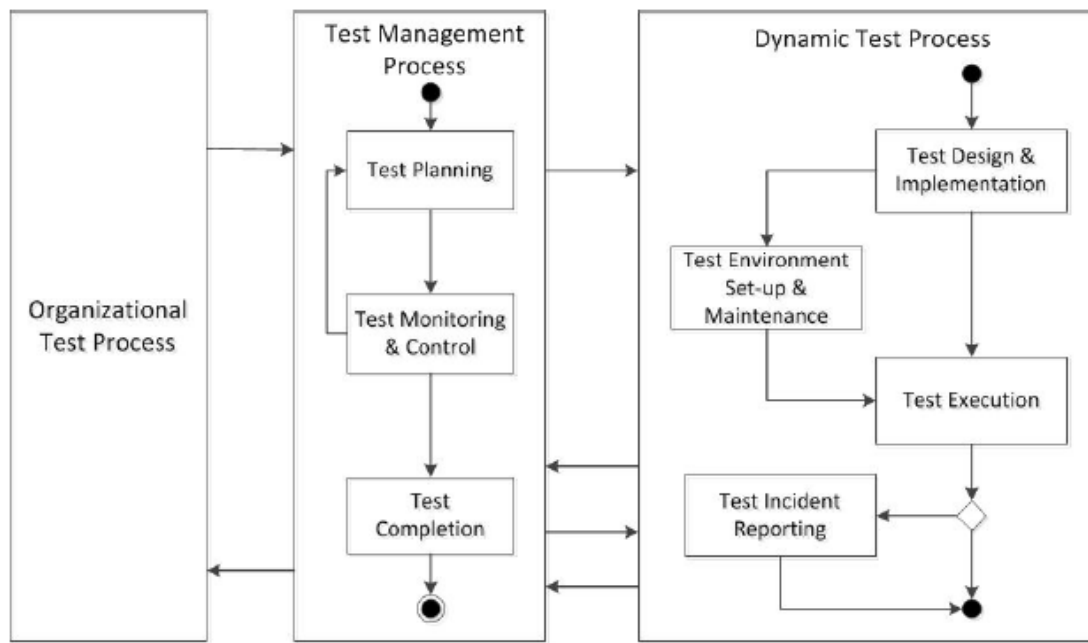 Organizational
Test Process
Test Management
Process
Test Planning
Test Monitoring
& Control
Test
Completion
Dynamic Test Process
Test Design &
Implementation
Test Environment
Set-up &
Maintenance
Test Execution
Test Incident
Reporting